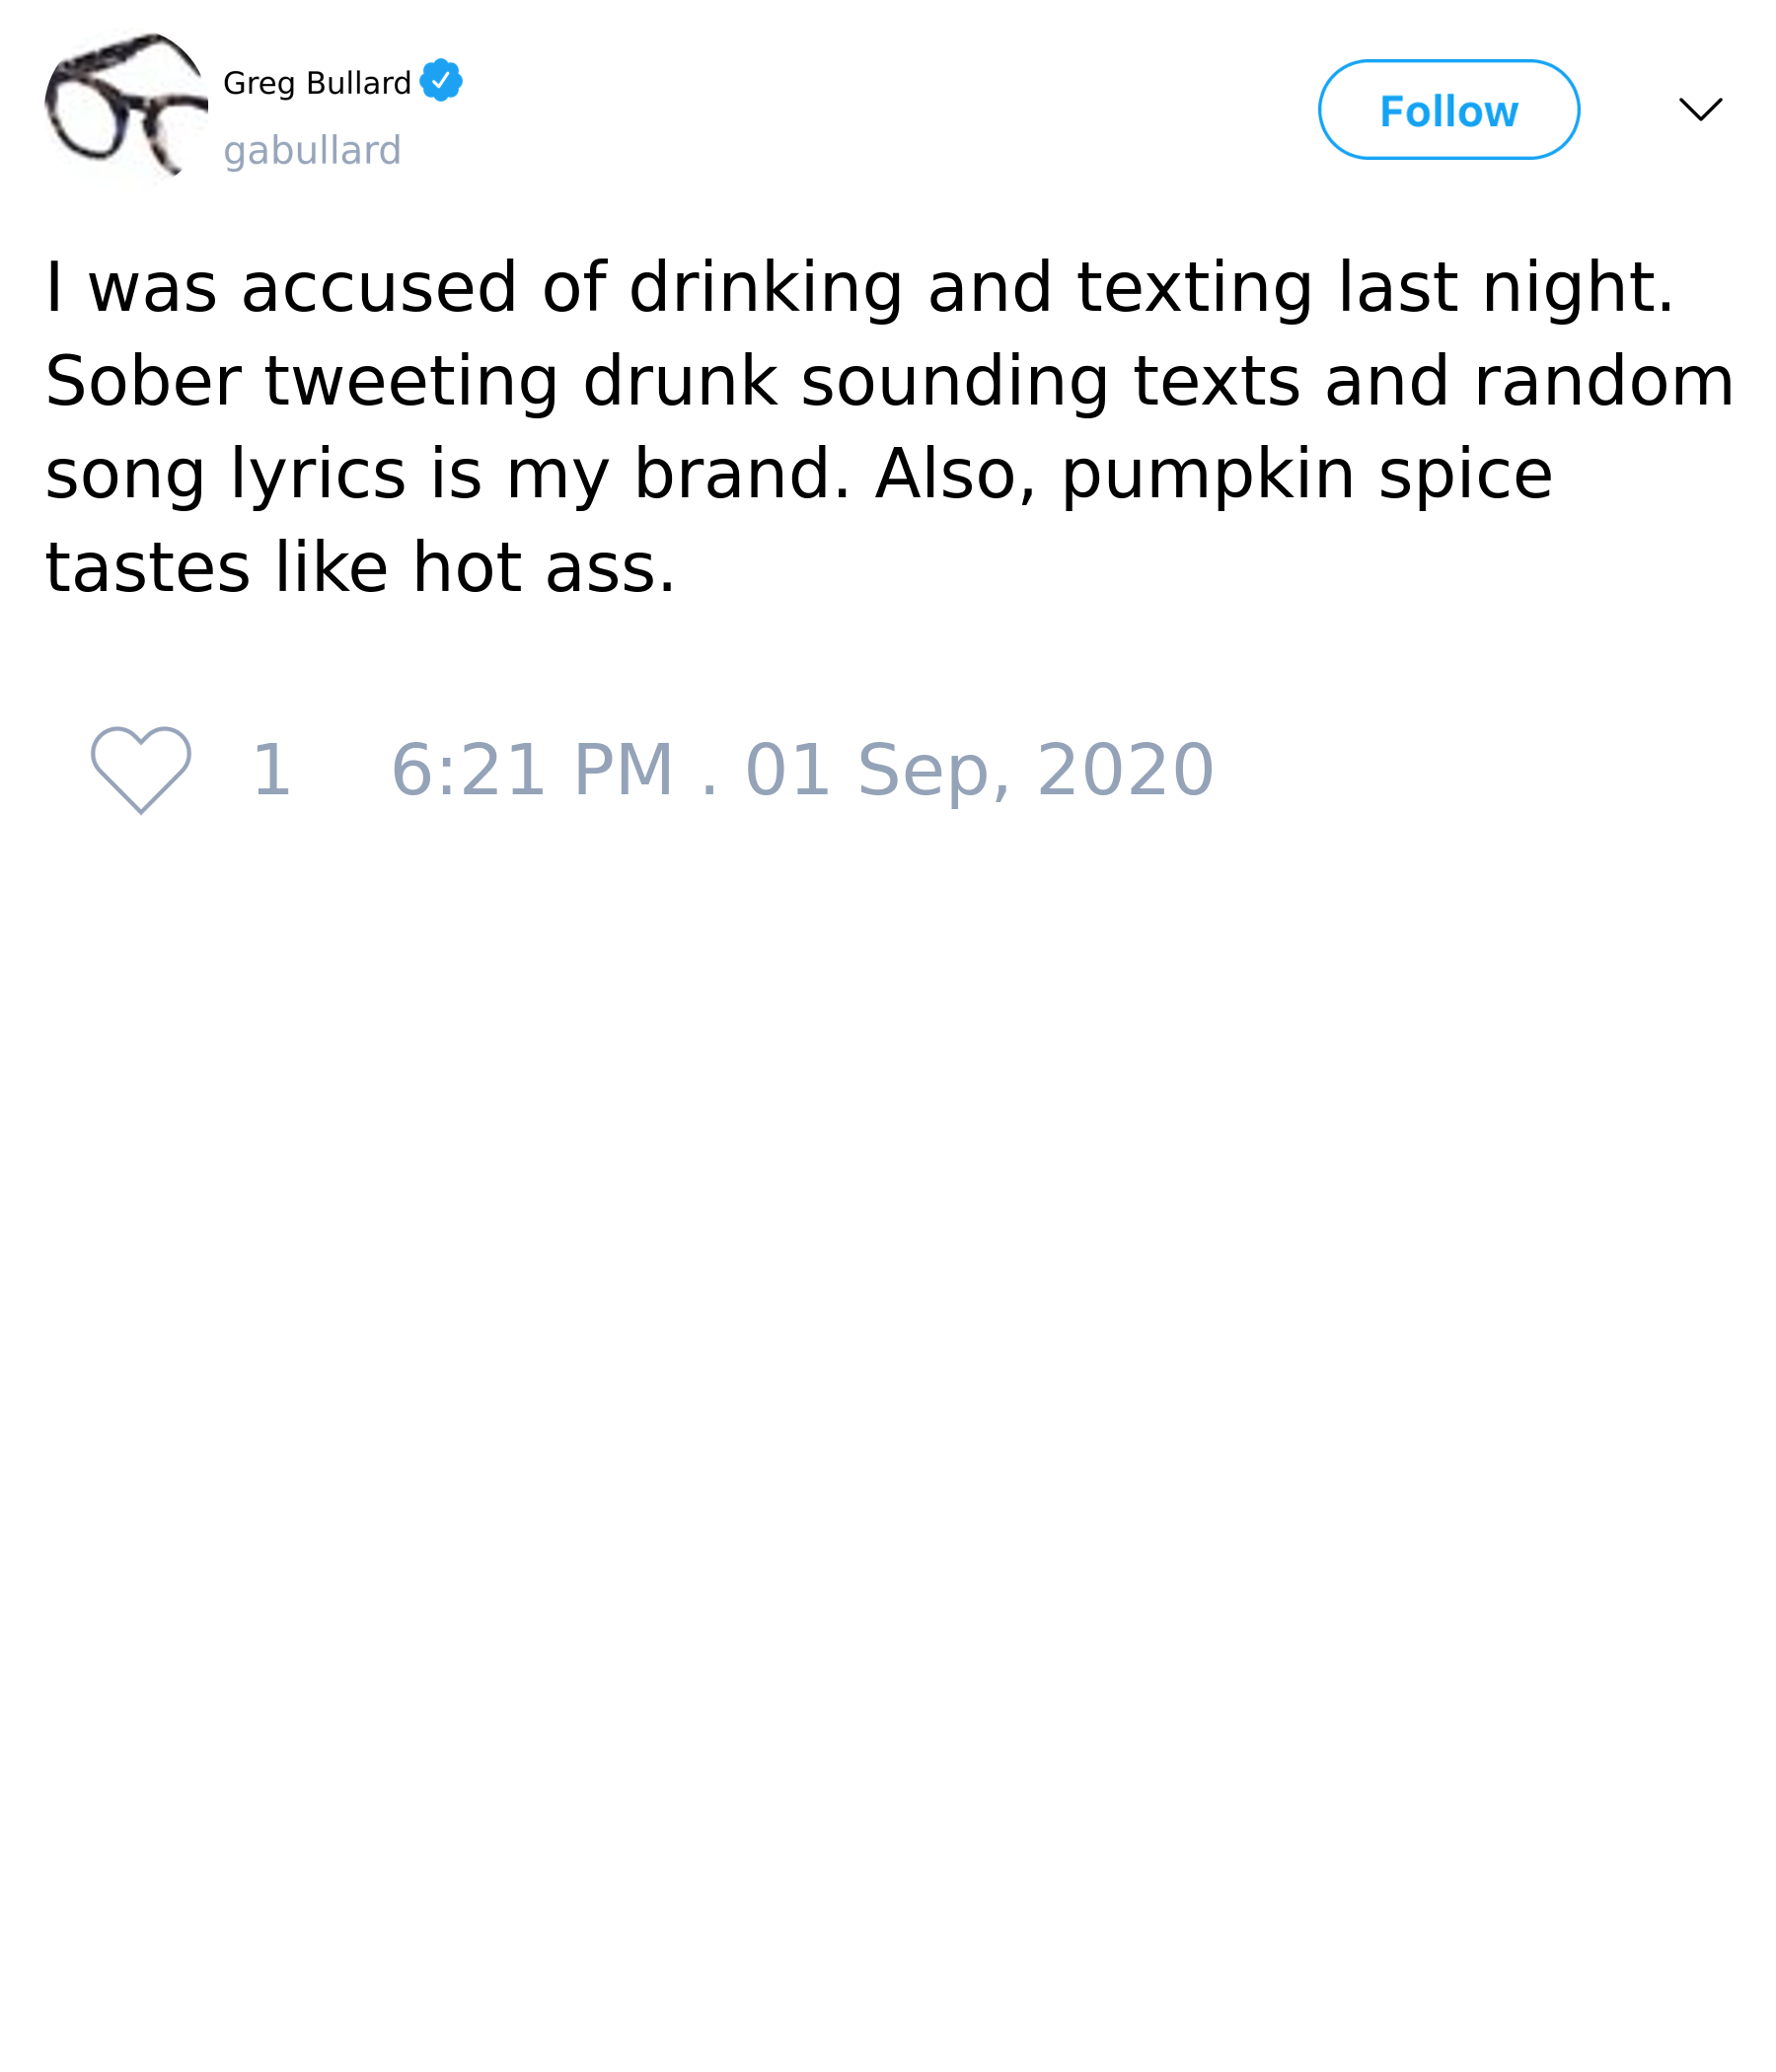 Greg Bullard
gabullard
Follow
I was accused of drinking and texting last night.
Sober tweeting drunk sounding texts and random
song lyrics is my brand. Also, pumpkin spice
tastes like hot ass.
1 6:21 PM . 01 Sep, 2020